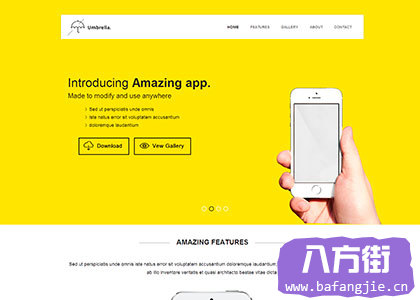 Umbrella.
HOME FEATURES GALLERY ABOUT CONTACT
Introducing Amazing app.
Made to modify and use anywhere
Sed ut perspiciatis unde omnis
Iste natus error sit voluptatem accusantium
doloremque laudantium
Download Vew Gallery
AMAZING FEATURES
Sed ut perspiciatis unde omnis iste natus error sit voluptatem accusantium doloremque laudantium,
ab illo inventore veritatis et quasi architecto beatae vitae dicta
八方街
www.bafangjie.cn